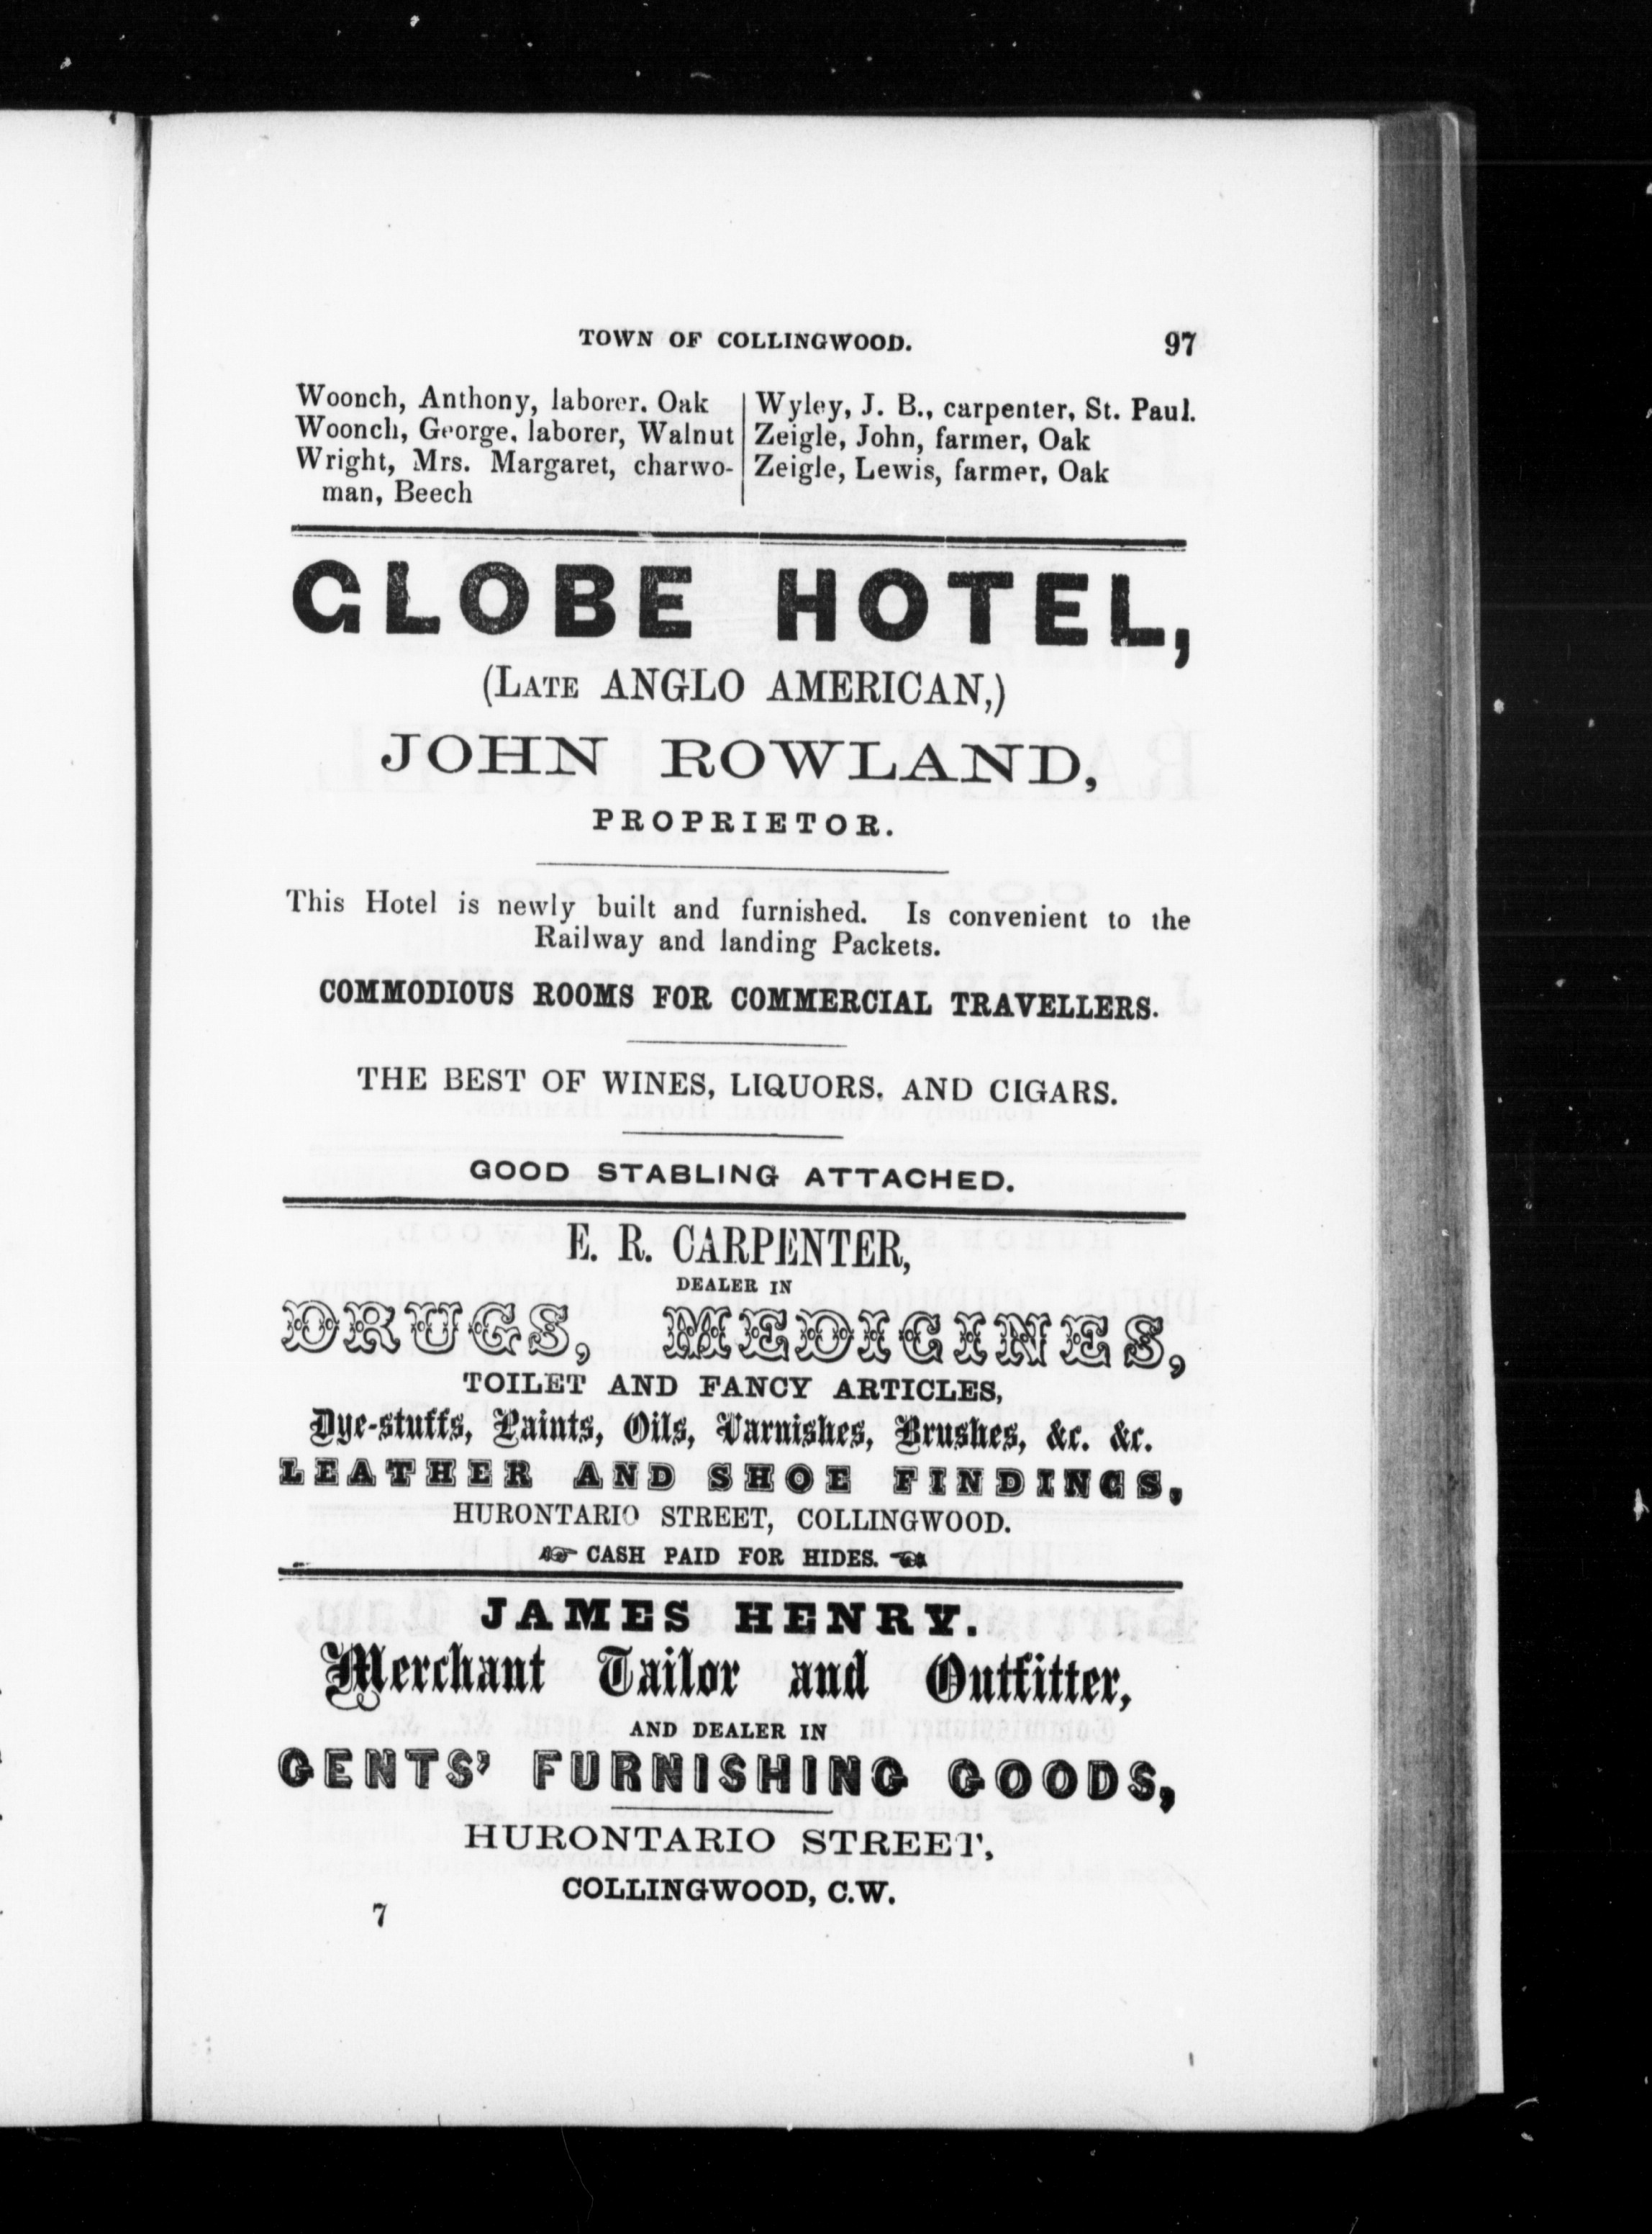 TOWN OF COLLINGWOOD.
97
Woonch, Anthony, laborer. Oak
Woonch, George, laborer, Walnut
Wright, Mrs. Margaret, charwo-
man, Beech
Wyley, J. B., carpenter, St. Paul.
Zeigle, John, farmer, Oak
Zeigle, Lewis, farmer, Oak
GLOBE HOTEL,
(LATE ANGLO AMERICAN,)
JOHN ROWLAND,
PROPRIETOR.
This Hotel is newly built and furnished. Is convenient to the
Railway and landing Packets.
COMMODIOUS ROOMS FOR COMMERCIAL TRAVELLERS.
THE BEST OF WINES, LIQUORS, AND CIGARS.
GOOD STABLING ATTACHED.
E. R. CARPENTER,
DEALER IN
DRUGS, MEDICINES,
TOILET AND FANCY ARTICLES,
Dye-stuffs, Paints, Oils, Varnishes, Brushes, &c. &c.
LEATHER AND SHOE FINDINGS,
HURONTARIO STREET, COLLINGWOOD.
☞ CASH PAID FOR HIDES. ☜
JAMES HENRY.
Merchant Tailor and Outfitter,
AND DEALER IN
GENTS' FURNISHING GOODS,
HURONTARIO STREET,
COLLINGWOOD, C.W.
7